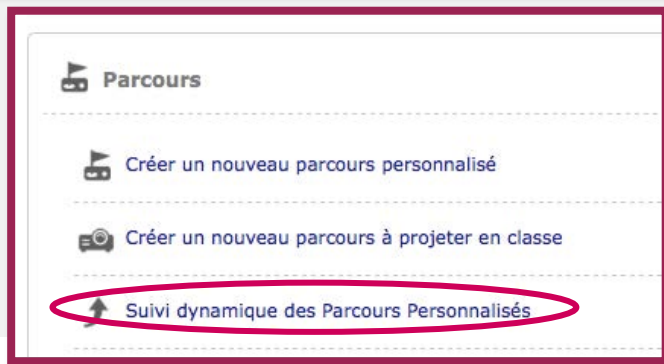 Parcours
Créer un nouveau parcours personnalisé
Créer un nouveau parcours à projeter en classe
Suivi dynamique des Parcours Personnalisés